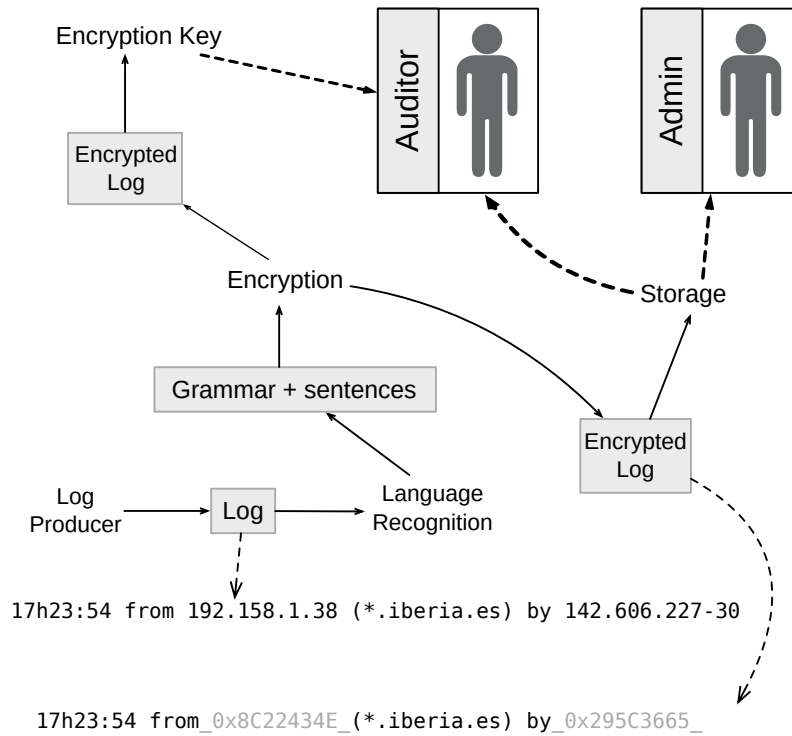 Encryption Key
Auditor
Admin
Encrypted
Log
Encryption
Storage
Grammar + sentences
Encrypted
Log
Log
Producer
Log
Language
Recognition
17h23:54 from 192.158.1.38 (*.iberia.es) by 142.606.227-30
17h23:54 from_0x8C22434E_(*.iberia.es) by_0x295C3665_